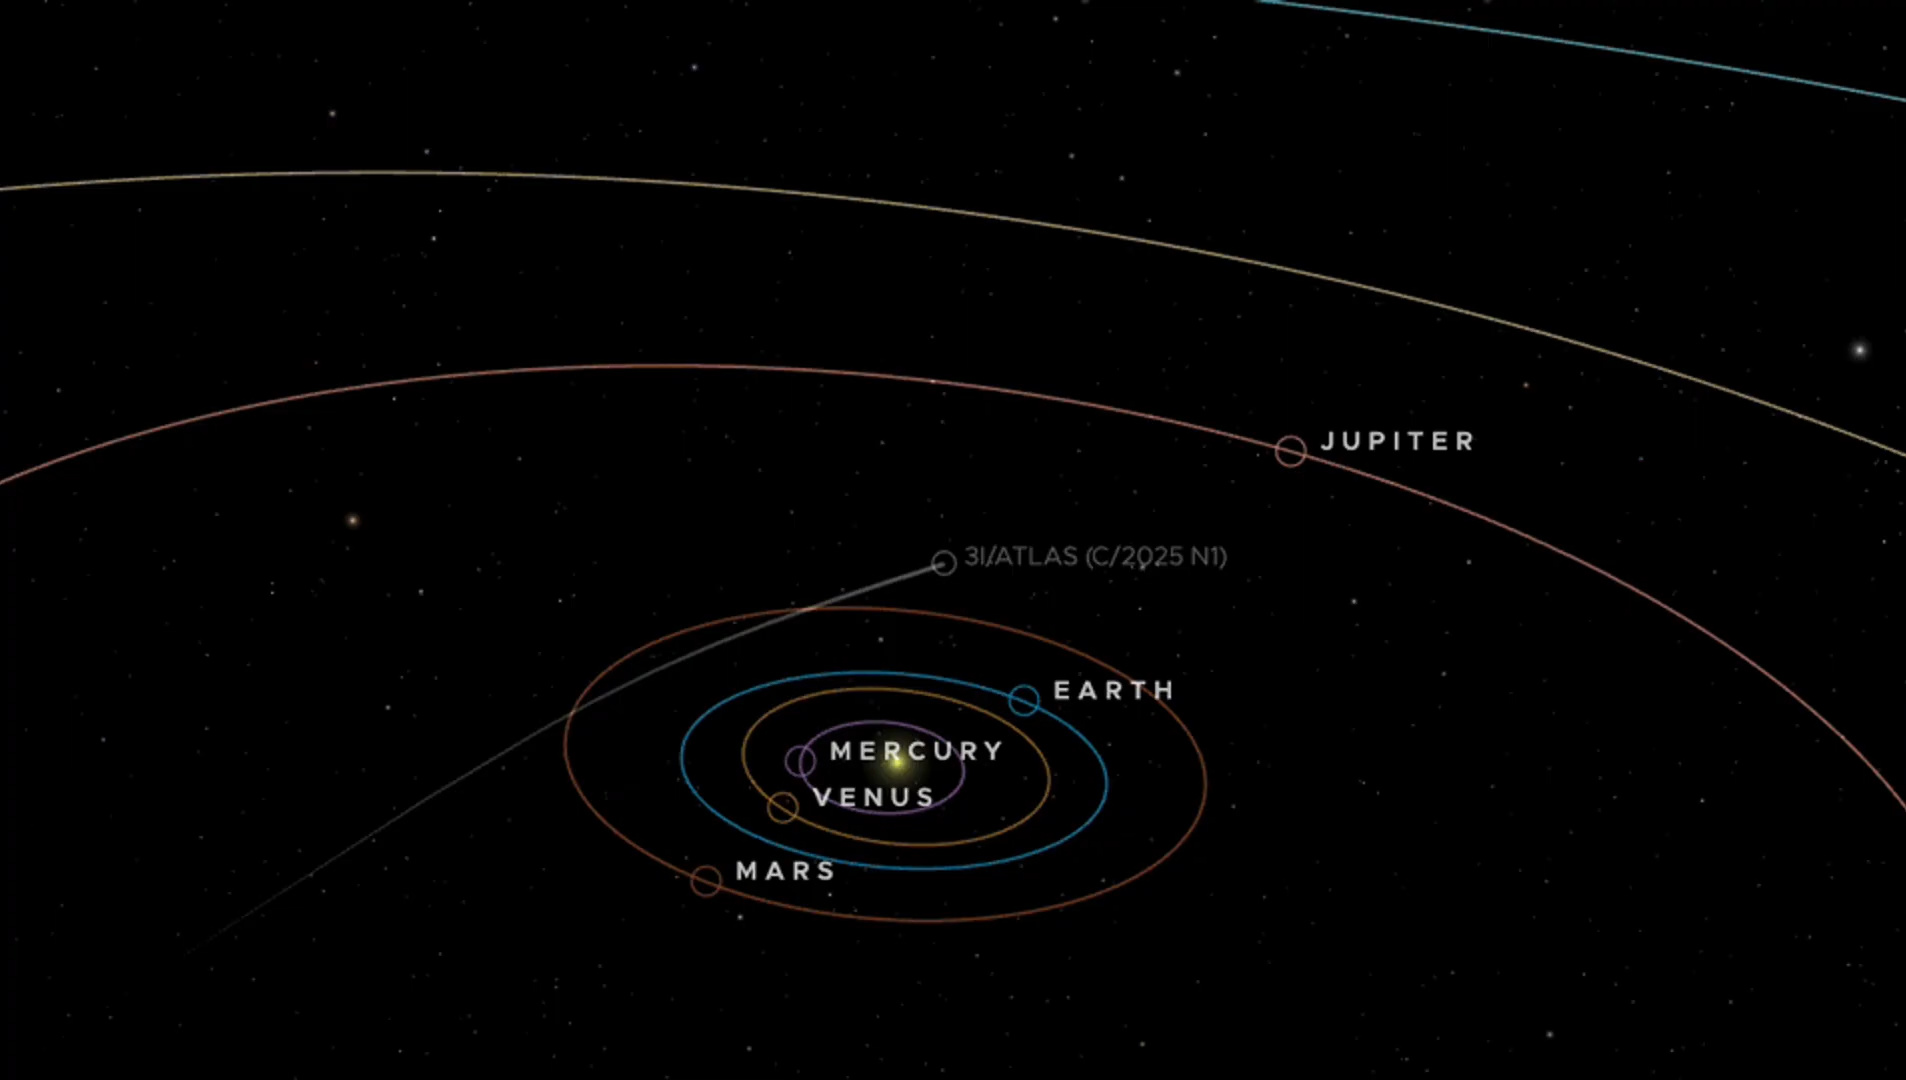 JUPITER
3I/ATLAS (C/2025 N1)
EARTH
MERCURY
VENUS
MARS